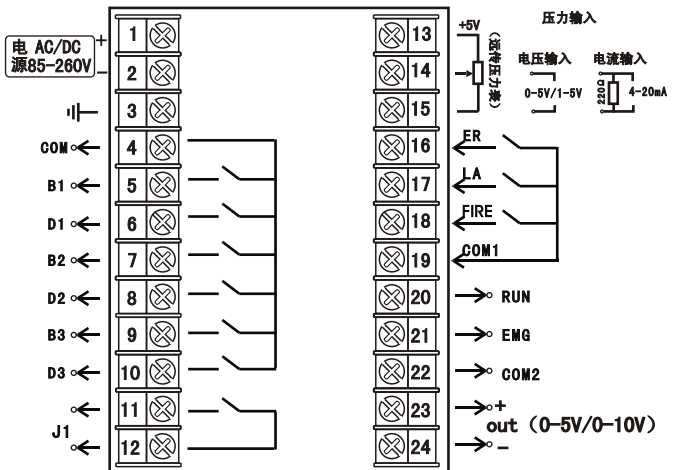 电 AC/DC +
源85-260V −
COM
B1
D1
B2
D2
B3
D3
J1
1
2
3
4
5
6
7
8
9
10
11
12
13
14
15
16
17
18
19
20
21
22
23
24
+5V
(远传压力表)
压力输入
电压输入
0-5V/1-5V
电流输入
220Ω
4-20mA
ER
LA
FIRE
COM1
RUN
EMG
COM2
+
out (0-5V/0-10V)
−